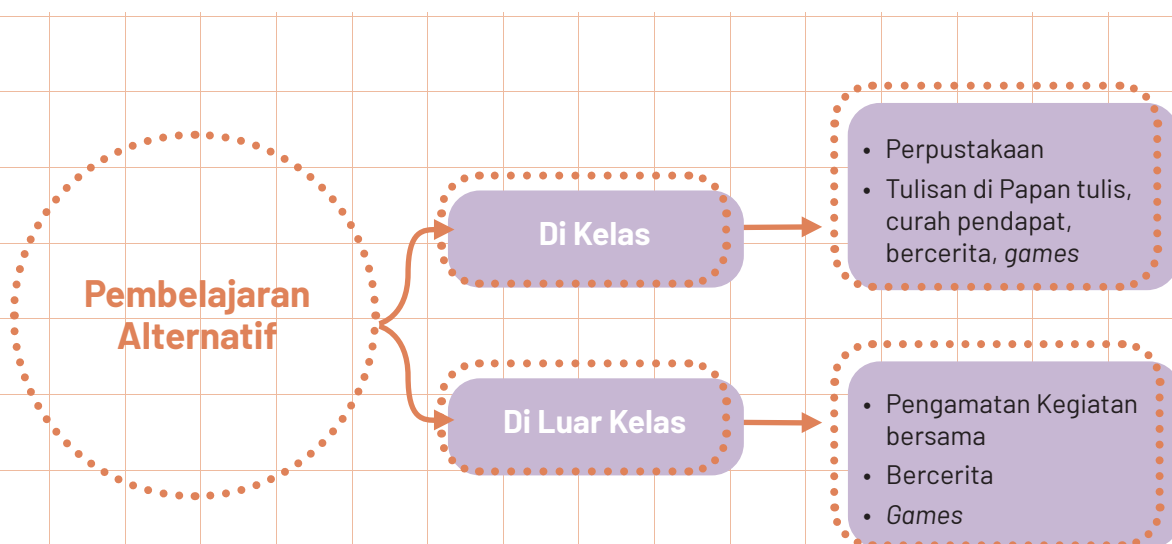 Pembelajaran
Alternatif
Di Kelas
• Perpustakaan
• Tulisan di Papan tulis,
curah pendapat,
bercerita, games
Di Luar Kelas
• Pengamatan Kegiatan
bersama
• Bercerita
• Games